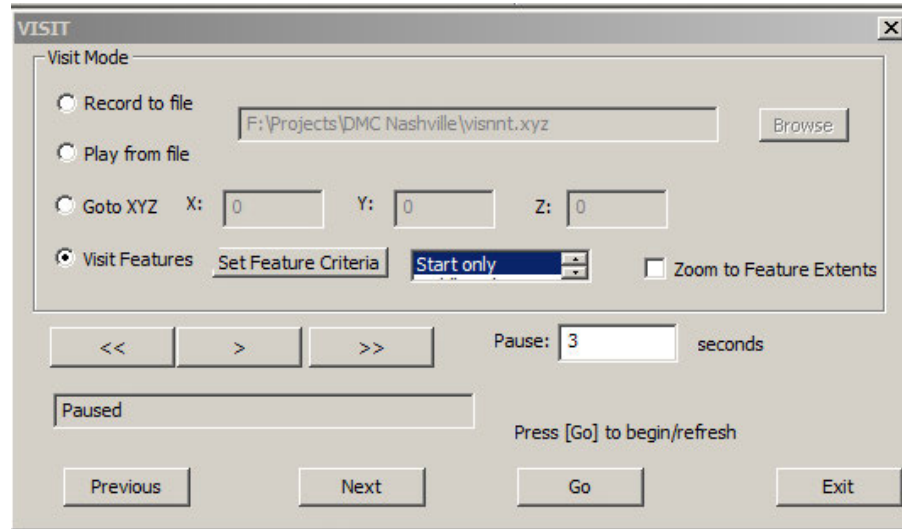 VISIT
Visit Mode
Record to file
F:\Projects\DMC Nashville\visnnt.xyz Browse
Play from file
Goto XYZ X: 0 Y: 0 Z: 0
Visit Features Set Feature Criteria Start only Zoom to Feature Extents
<< > >> Pause: 3 seconds
Paused
Press [Go] to begin/refresh
Previous Next Go Exit